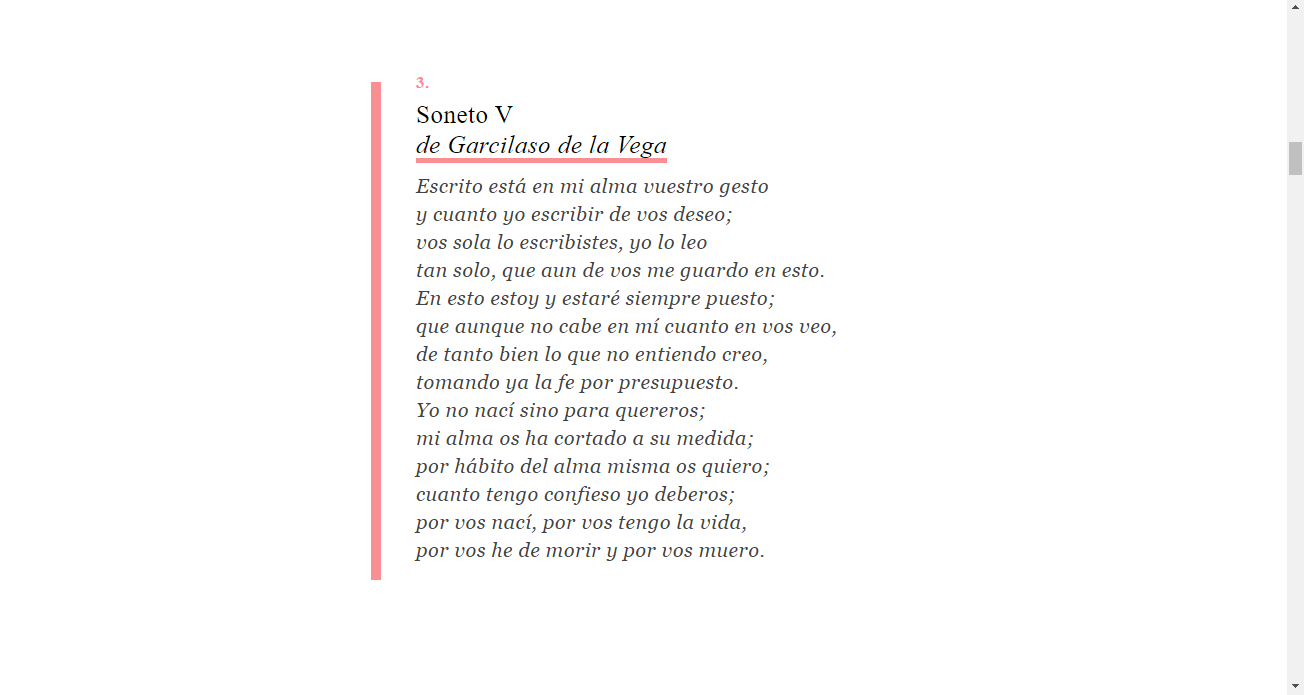 3.
Soneto V
de Garcilaso de la Vega
Escrito está en mi alma vuestro gesto
y cuanto yo escribir de vos deseo;
vos sola lo escribistes, yo lo leo
tan solo, que aun de vos me guardo en esto.
En esto estoy y estaré siempre puesto;
que aunque no cabe en mí cuanto en vos veo,
de tanto bien lo que no entiendo creo,
tomando ya la fe por presupuesto.
Yo no nací sino para quereros;
mi alma os ha cortado a su medida;
por hábito del alma misma os quiero;
cuanto tengo confieso yo deberos;
por vos nací, por vos tengo la vida,
por vos he de morir y por vos muero.